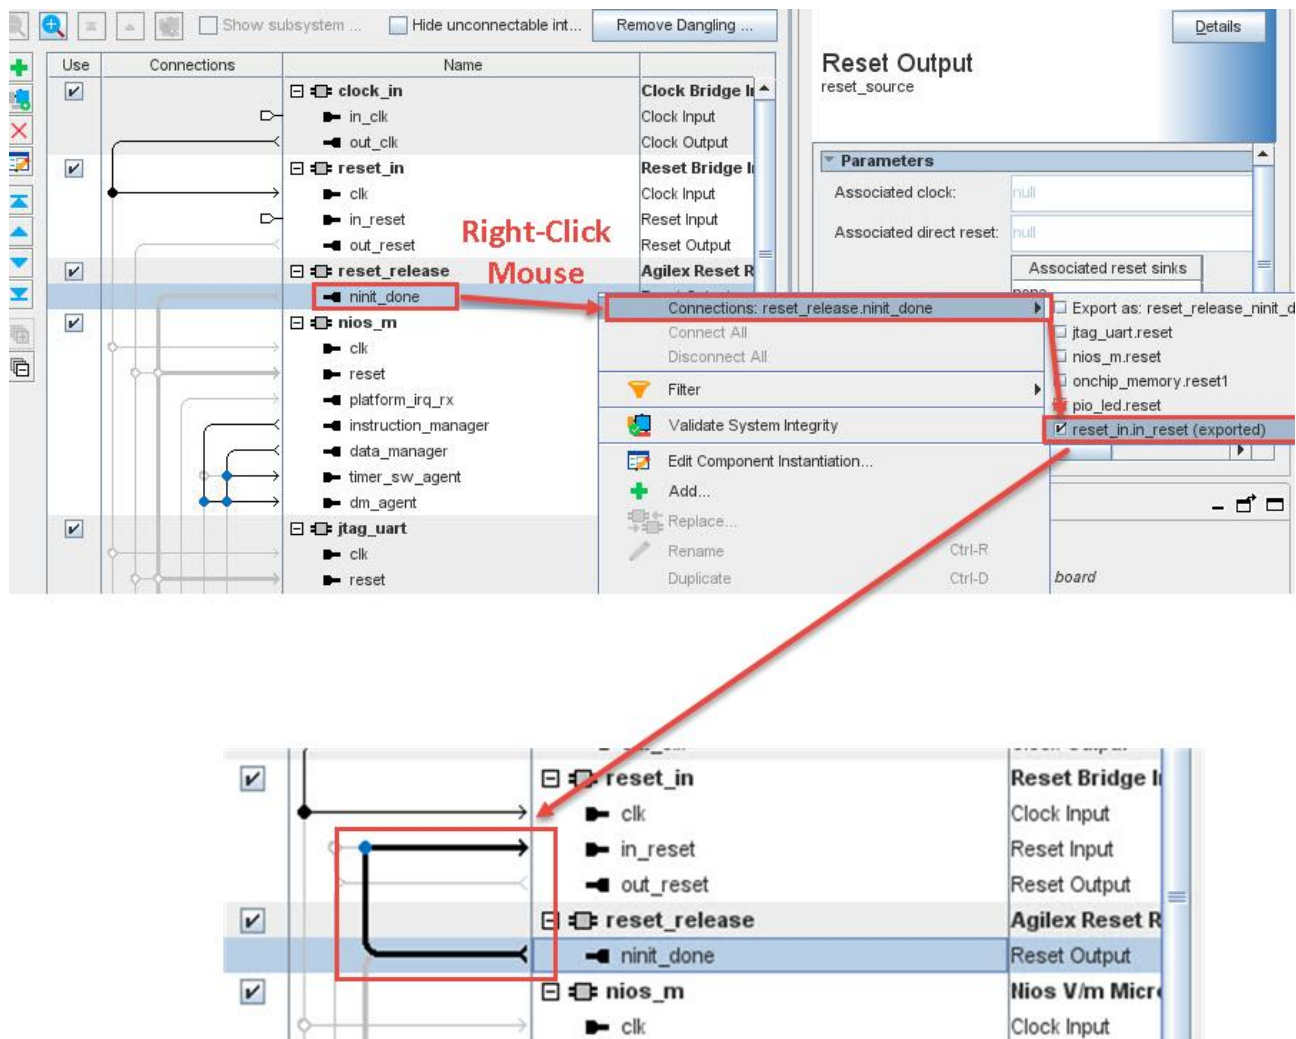 Show subsystem ...
Hide unconnectable int...
Remove Dangling ...
Details
Reset Output
reset_source
Use Connections Name
clock_in Clock Bridge
in_clk Clock Input
out_clk Clock Output
reset_in Reset Bridge
clk Clock Input
in_reset Reset Input
out_reset Reset Output
reset_release Agilex Reset R
ninit_done
nios_m
clk
reset
platform_irq_rx
instruction_manager
data_manager
timer_sw_agent
dm_agent
jtag_uart
clk
reset
Right-Click
Mouse
Parameters
Associated clock: null
Associated direct reset: null
Associated reset sinks
none
Connections: reset_release.ninit_done
Connect All
Disconnect All
Filter
Validate System Integrity
Edit Component Instantiation...
Add...
Replace...
Rename Ctrl-R
Duplicate Ctrl-D
Export as: reset_release_ninit_d
jtag_uart.reset
nios_m.reset
onchip_memory.reset1
pio_led.reset
reset_in.in_reset (exported)
board
reset_in Reset Bridge
clk Clock Input
in_reset Reset Input
out_reset Reset Output
reset_release Agilex Reset R
ninit_done Reset Output
nios_m Nios V/m Micr
clk Clock Input